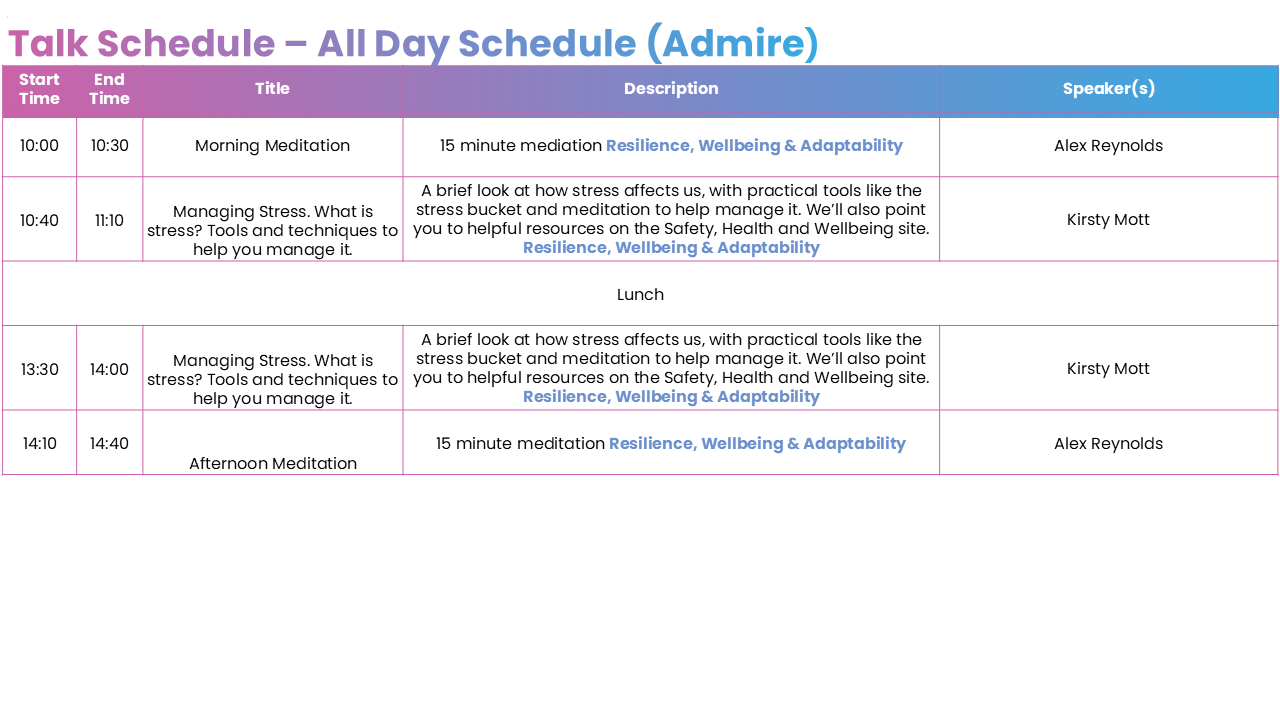 Talk Schedule – All Day Schedule (Admire)
Start Time End Time Title Description Speaker(s)
10:00 10:30 Morning Meditation 15 minute mediation Resilience, Wellbeing & Adaptability Alex Reynolds
10:40 11:10
Managing Stress. What is
stress? Tools and techniques to
help you manage it.
A brief look at how stress affects us, with practical tools like the
stress bucket and meditation to help manage it. We’ll also point
you to helpful resources on the Safety, Health and Wellbeing site.
Resilience, Wellbeing & Adaptability
Kirsty Mott
Lunch
13:30 14:00
Managing Stress. What is
stress? Tools and techniques to
help you manage it.
A brief look at how stress affects us, with practical tools like the
stress bucket and meditation to help manage it. We’ll also point
you to helpful resources on the Safety, Health and Wellbeing site.
Resilience, Wellbeing & Adaptability
Kirsty Mott
14:10 14:40 Afternoon Meditation 15 minute meditation Resilience, Wellbeing & Adaptability Alex Reynolds